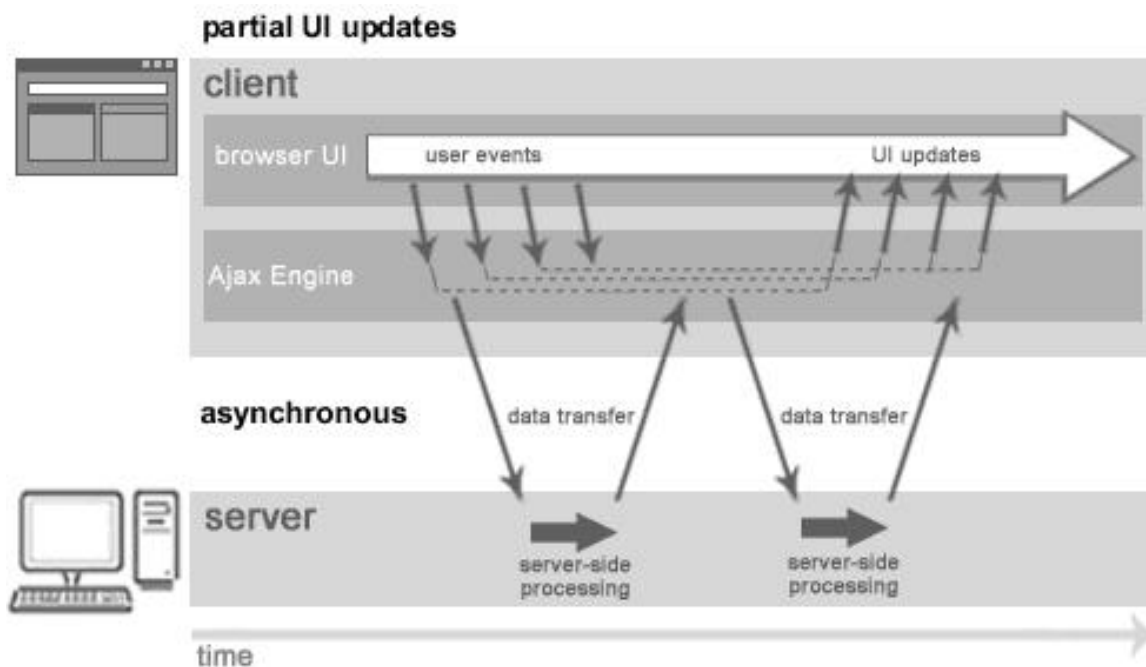 partial UI updates
client
browser UI
user events
UI updates
Ajax Engine
asynchronous
data transfer
data transfer
server
server-side
processing
server-side
processing
time